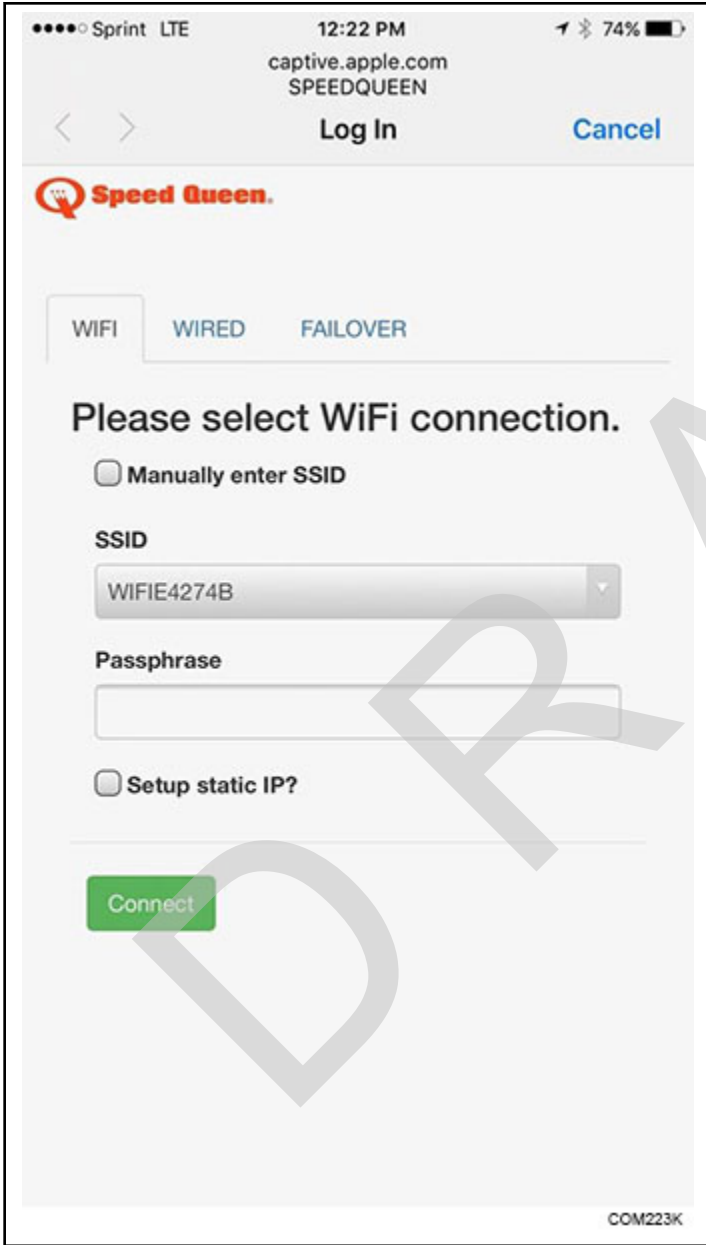 Sprint LTE 12:22 PM 74%
captive.apple.com
SPEEDQUEEN
Log In Cancel
Speed Queen.
WIFI WIRED FAILOVER
Please select WiFi connection.
Manually enter SSID
SSID
WIFIE4274B
Passphrase
Setup static IP?
Connect
COM223K
D R A